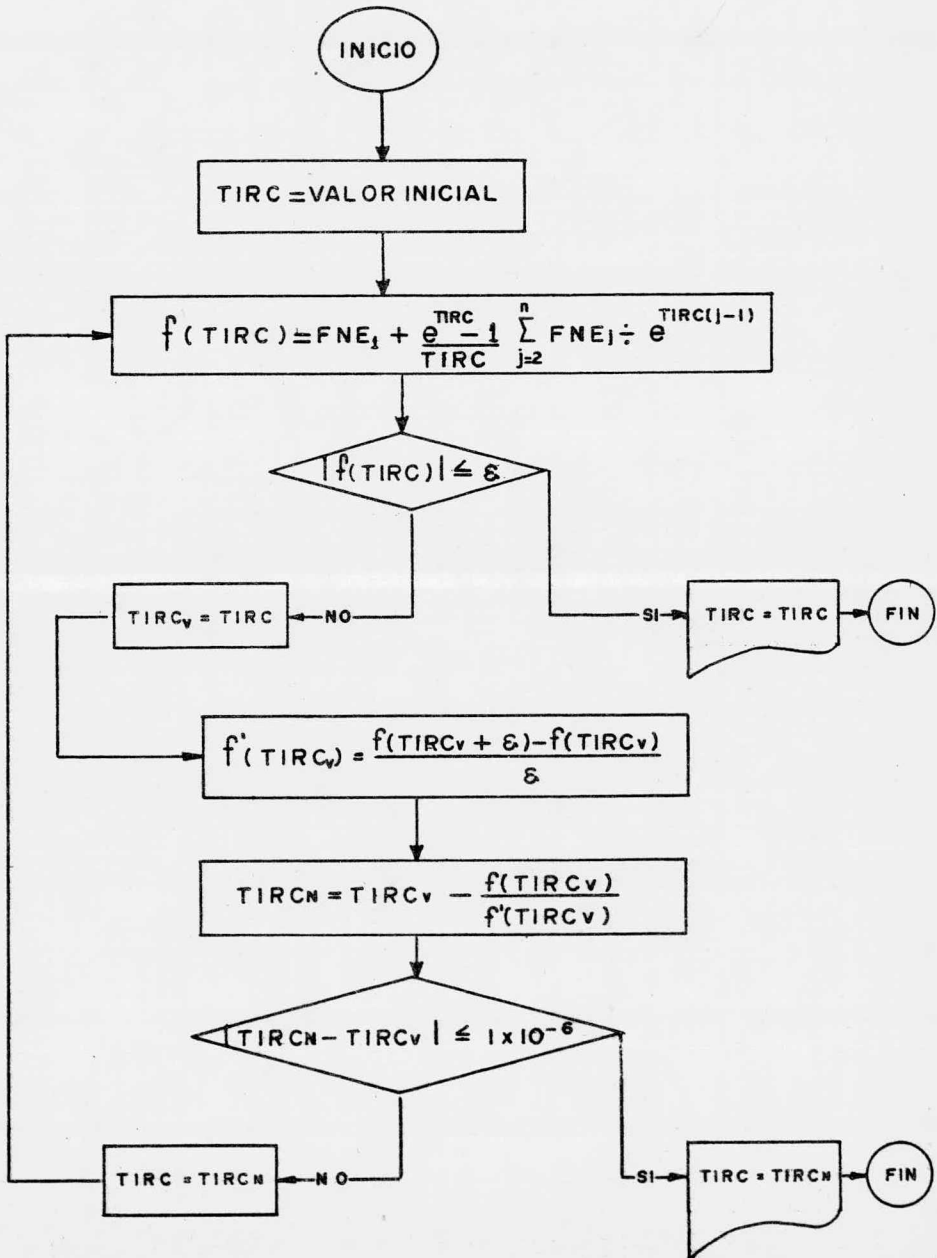 INICIO
TIRC = VALOR INICIAL
f(TIRC) = FNE₁ + (e^TIRC − 1)/TIRC ∑_{j=2}^{n} FNEj ÷ e^TIRC(j−1)
|f(TIRC)| ≤ ε
TIRCv = TIRC
NO
SI
TIRC = TIRC
FIN
f'(TIRCv) = (f(TIRCv + ε) − f(TIRCv))/ε
TIRCN = TIRCv − f(TIRCv)/f'(TIRCv)
|TIRCN − TIRCv| ≤ 1 x 10⁻⁶
TIRC = TIRCN
NO
SI
TIRC = TIRCN
FIN